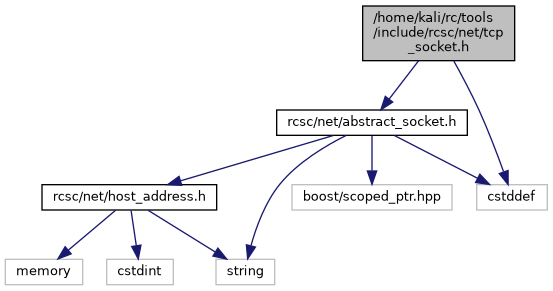 /home/kali/rc/tools
/include/rcsc/net/tcp
_socket.h
rcsc/net/abstract_socket.h
rcsc/net/host_address.h
boost/scoped_ptr.hpp
cstddef
memory
cstdint
string